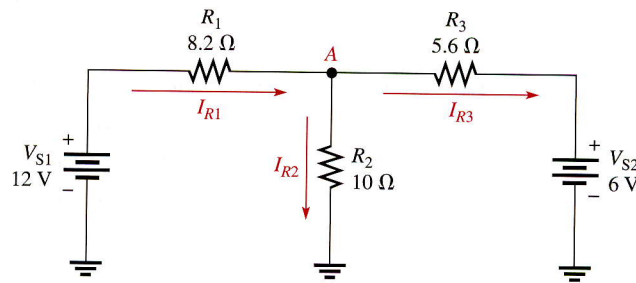 R1
8.2 Ω
R3
5.6 Ω
A
IR1
IR3
+
VS1
12 V
−
IR2
R2
10 Ω
+
VS2
6 V
−